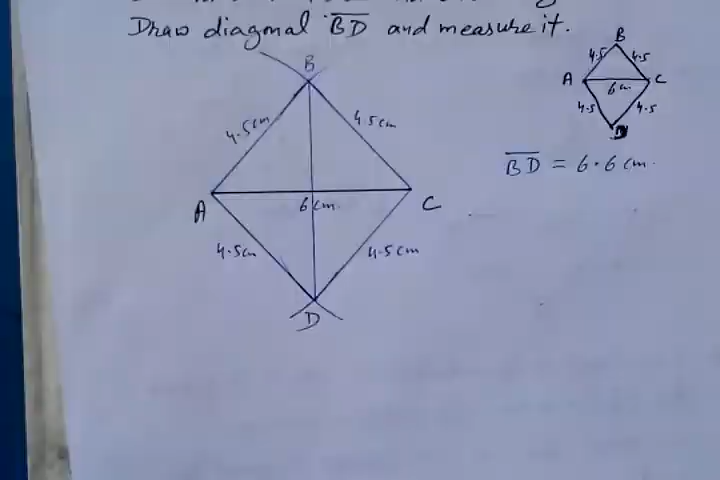 Draw diagonal BD and measure it.
B
4.5cm
4.5cm
A
6cm.
C
4.5cm
4.5cm
D
B
4.5
4.5
A
6cm
C
4.5
4.5
D
BD = 6.6 cm.